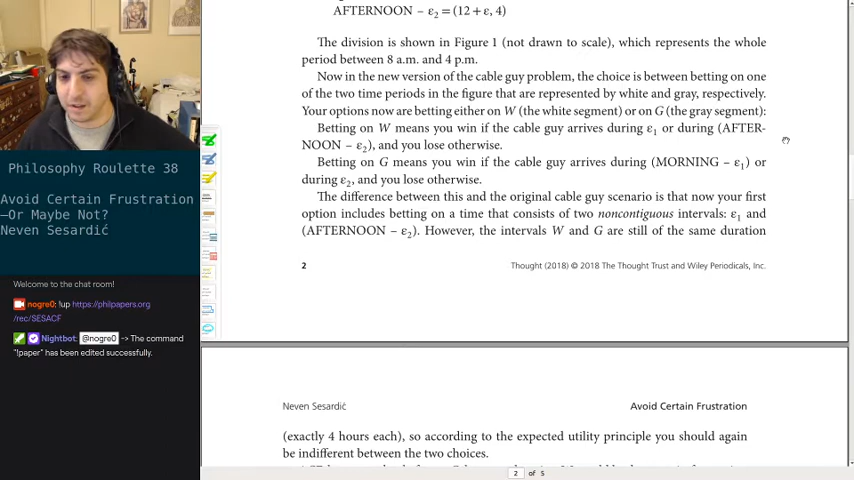 AFTERNOON – ε2 = (12 + ε, 4)
The division is shown in Figure 1 (not drawn to scale), which represents the whole
period between 8 a.m. and 4 p.m.
Now in the new version of the cable guy problem, the choice is between betting on one
of the two time periods in the figure that are represented by white and gray, respectively.
Your options now are betting either on W (the white segment) or on G (the gray segment):
Betting on W means you win if the cable guy arrives during ε1 or during (AFTER-
NOON – ε2), and you lose otherwise.
Betting on G means you win if the cable guy arrives during (MORNING – ε1) or
during ε2, and you lose otherwise.
The difference between this and the original cable guy scenario is that now your first
option includes betting on a time that consists of two noncontiguous intervals: ε1 and
(AFTERNOON – ε2). However, the intervals W and G are still of the same duration
2
Thought (2018) © 2018 The Thought Trust and Wiley Periodicals, Inc.
Neven Sesardić
Avoid Certain Frustration
(exactly 4 hours each), so according to the expected utility principle you should again
be indifferent between the two choices.
2 of 5
Philosophy Roulette 38
Avoid Certain Frustration
—Or Maybe Not?
Neven Sesardić
Welcome to the chat room!
nogre0: !up https://philpapers.org
/rec/SESACF
Nightbot: @nogre0 -> The command
"!paper" has been edited successfully.